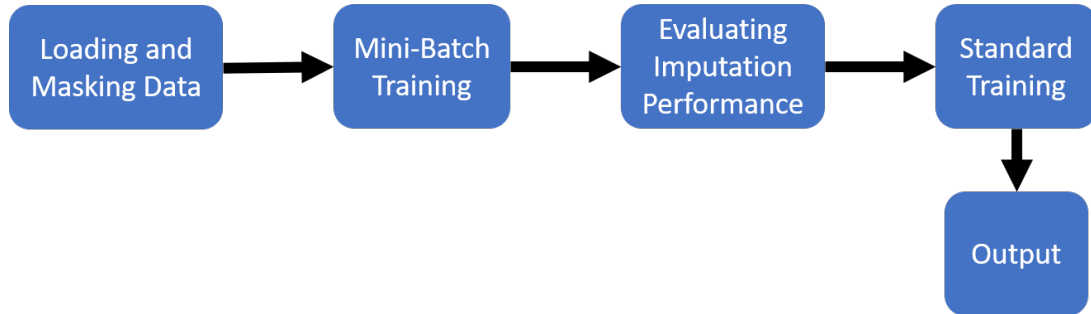 Loading and
Masking Data
Mini-Batch
Training
Evaluating
Imputation
Performance
Standard
Training
Output